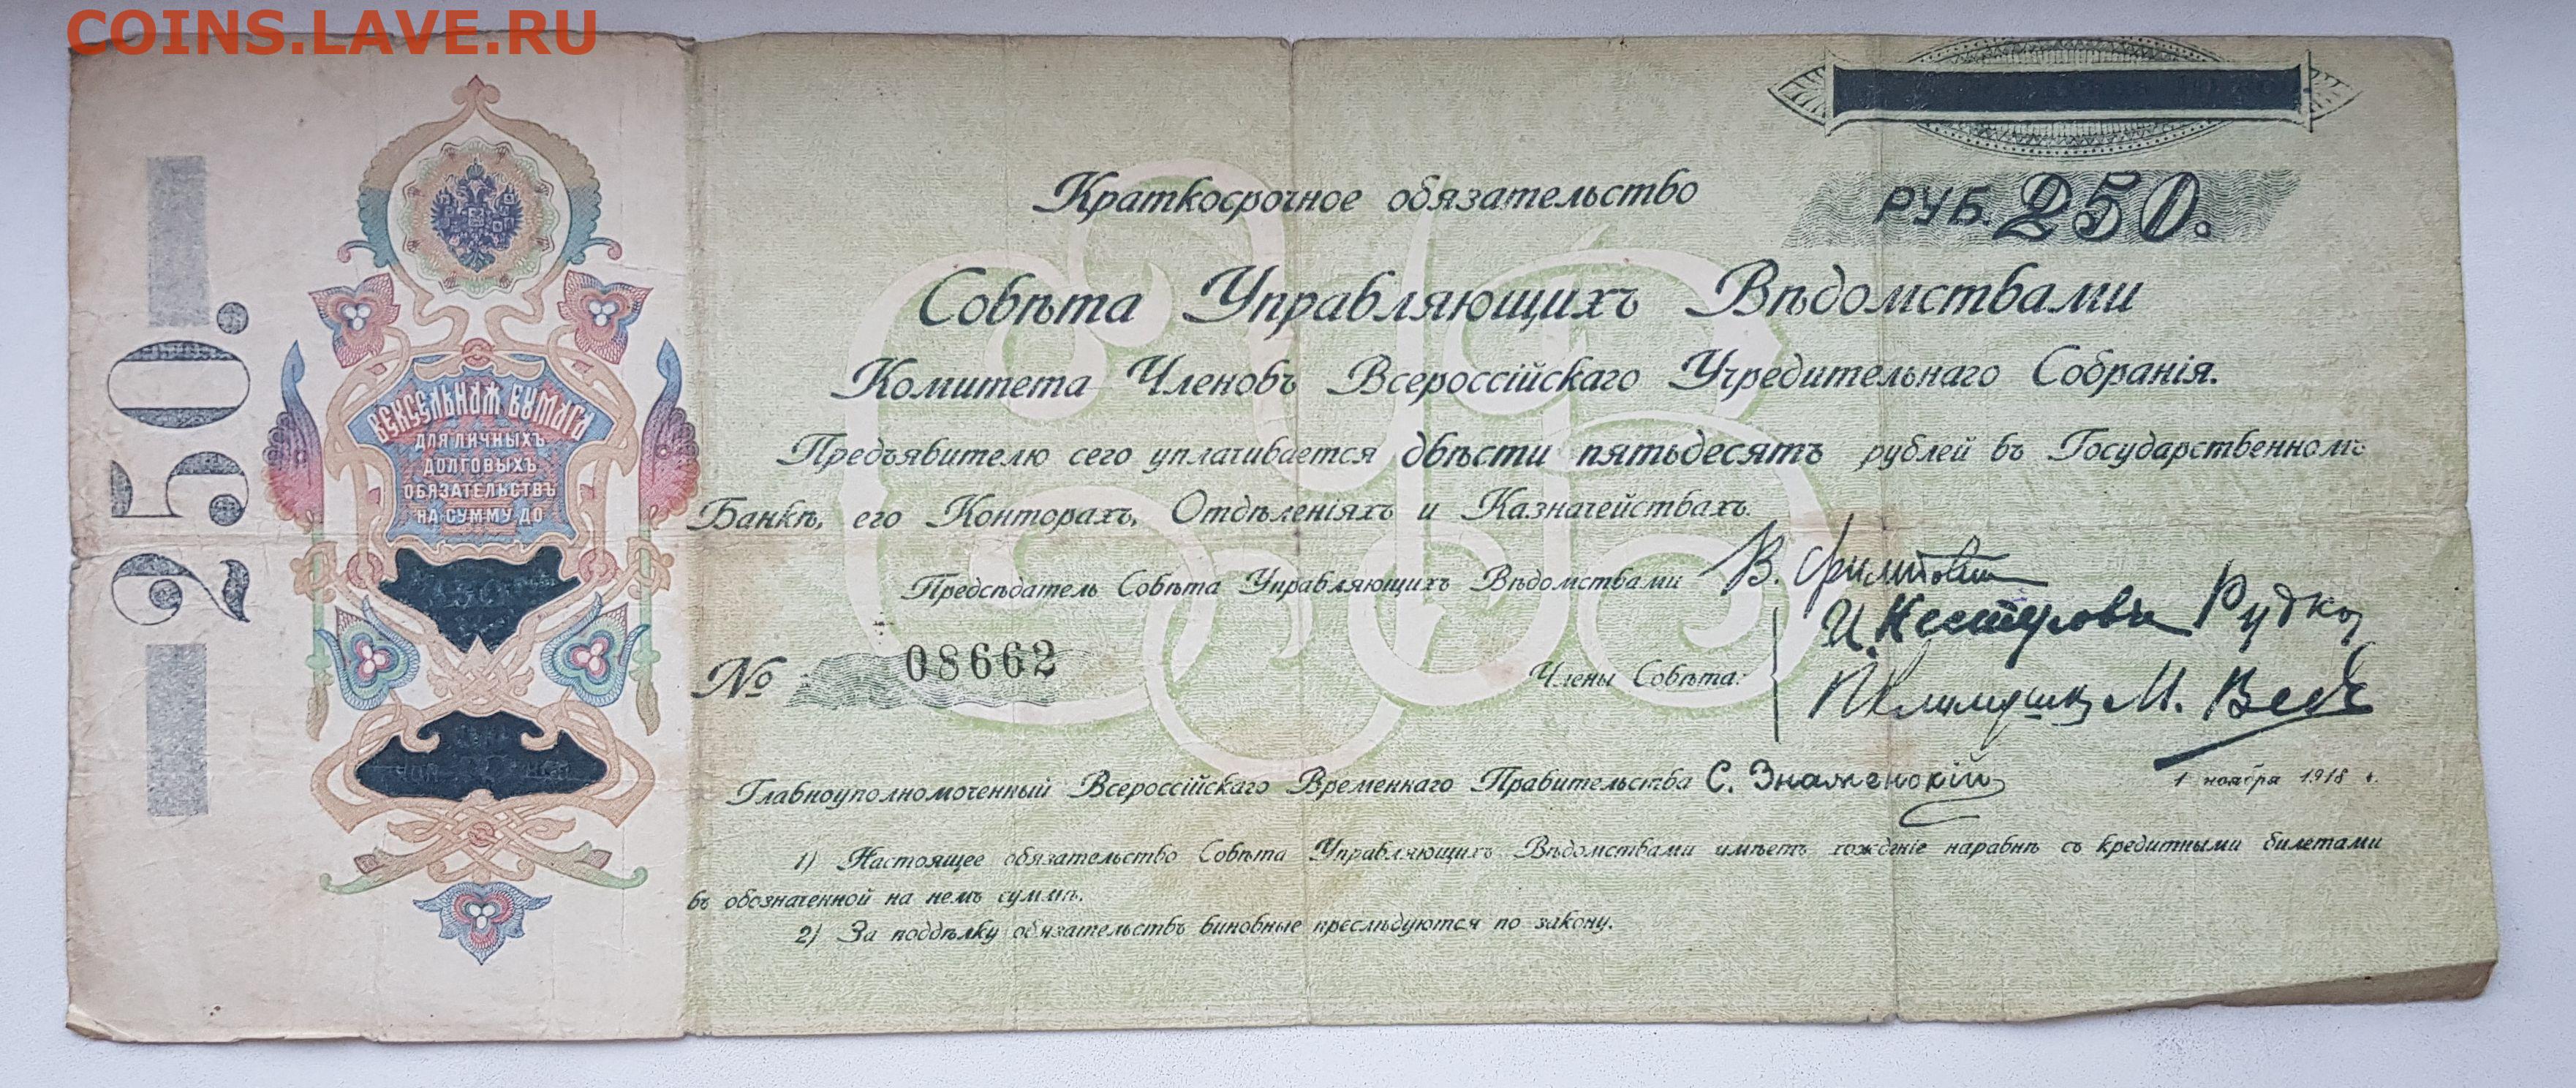 COINS.LAVE.RU
250.
ВЕКСЕЛЬНАЯ БУМАГА
ДЛЯ ЛИЧНЫХЪ
ДОЛГОВЫХЪ
ОБЯЗАТЕЛЬСТВЪ
НА СУММУ ДО
РУБ. 250.
Краткосрочное обязательство
Совѣта Управляющихъ Вѣдомствами
Комитета Членовъ Всероссійскаго Учредительнаго Собранія.
Предъявителю сего уплачивается двѣсти пятьдесятъ рублей въ Государственномъ
Банкѣ, его Конторахъ, Отдѣленіяхъ и Казначействахъ.
Предсѣдатель Совѣта Управляющихъ Вѣдомствами В.
И. Нестеровъ Рудко
№ 08662
Члены Совѣта:
П. Климушкинъ М. Веденяпинъ
Главноуполномоченный Всероссійскаго Временнаго Правительства С. Знаменскій
1 ноября 1918 г.
1) Настоящее обязательство Совѣта Управляющихъ Вѣдомствами имѣетъ хожденіе наравнѣ съ кредитными билетами
въ обозначенной на немъ суммѣ.
2) За поддѣлку обязательствъ виновные преслѣдуются по закону.